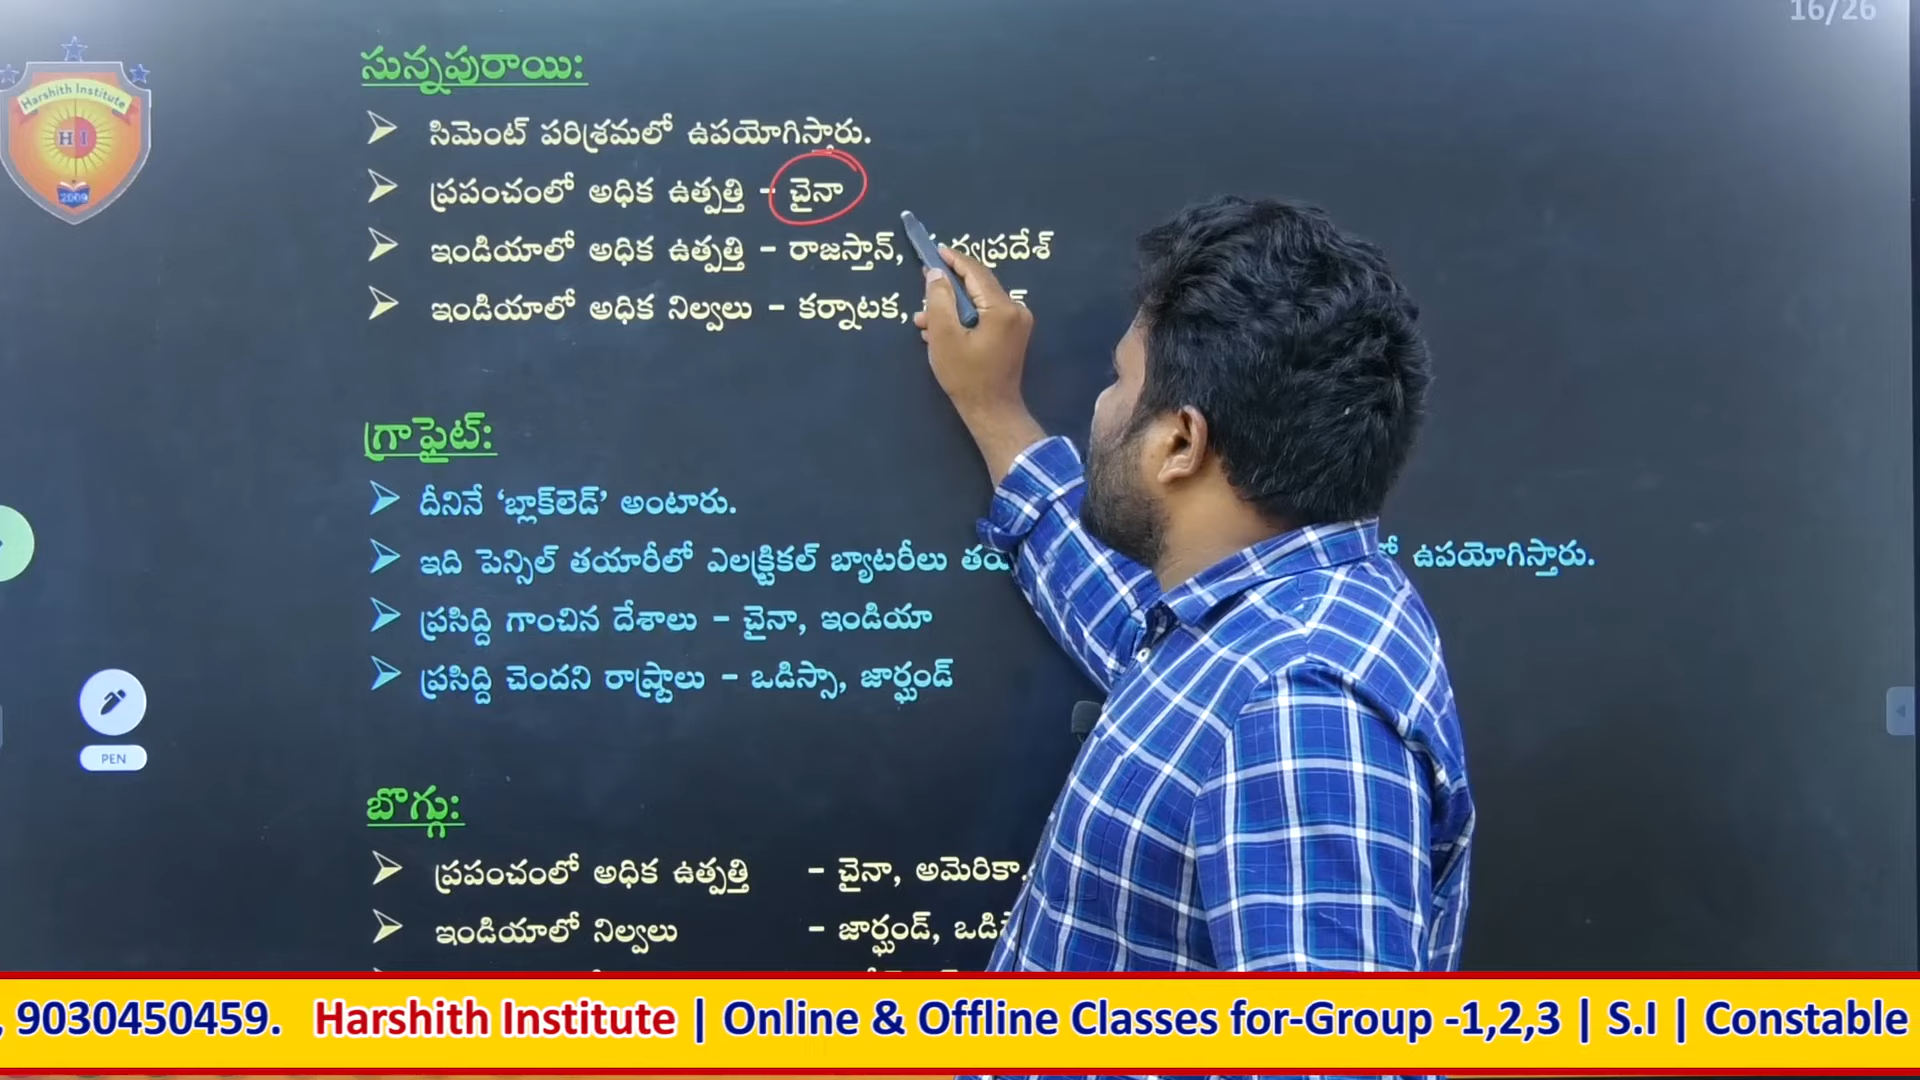 16/26
Harshith Institute
H I
2009
సున్నపురాయి:
సిమెంట్ పరిశ్రమలో ఉపయోగిస్తారు.
ప్రపంచంలో అధిక ఉత్పత్తి - చైనా
ఇండియాలో అధిక ఉత్పత్తి - రాజస్తాన్,
ఇండియాలో అధిక నిల్వలు - కర్నాటక,
గ్రాఫైట్:
దీనినే ‘బ్లాక్‌లెడ్’ అంటారు.
ఇది పెన్సిల్ తయారీలో ఎలక్ట్రికల్ బ్యాటరీలు ఉపయోగిస్తారు.
ప్రసిద్ది గాంచిన దేశాలు - చైనా, ఇండియా
ప్రసిద్ది చెందని రాష్ట్రాలు - ఒడిస్సా, జార్ఖండ్
PEN
బొగ్గు:
ప్రపంచంలో అధిక ఉత్పత్తి - చైనా, అమెరికా.
ఇండియాలో నిల్వలు - జార్ఖండ్,
, 9030450459. Harshith Institute | Online & Offline Classes for-Group -1,2,3 | S.I | Constable